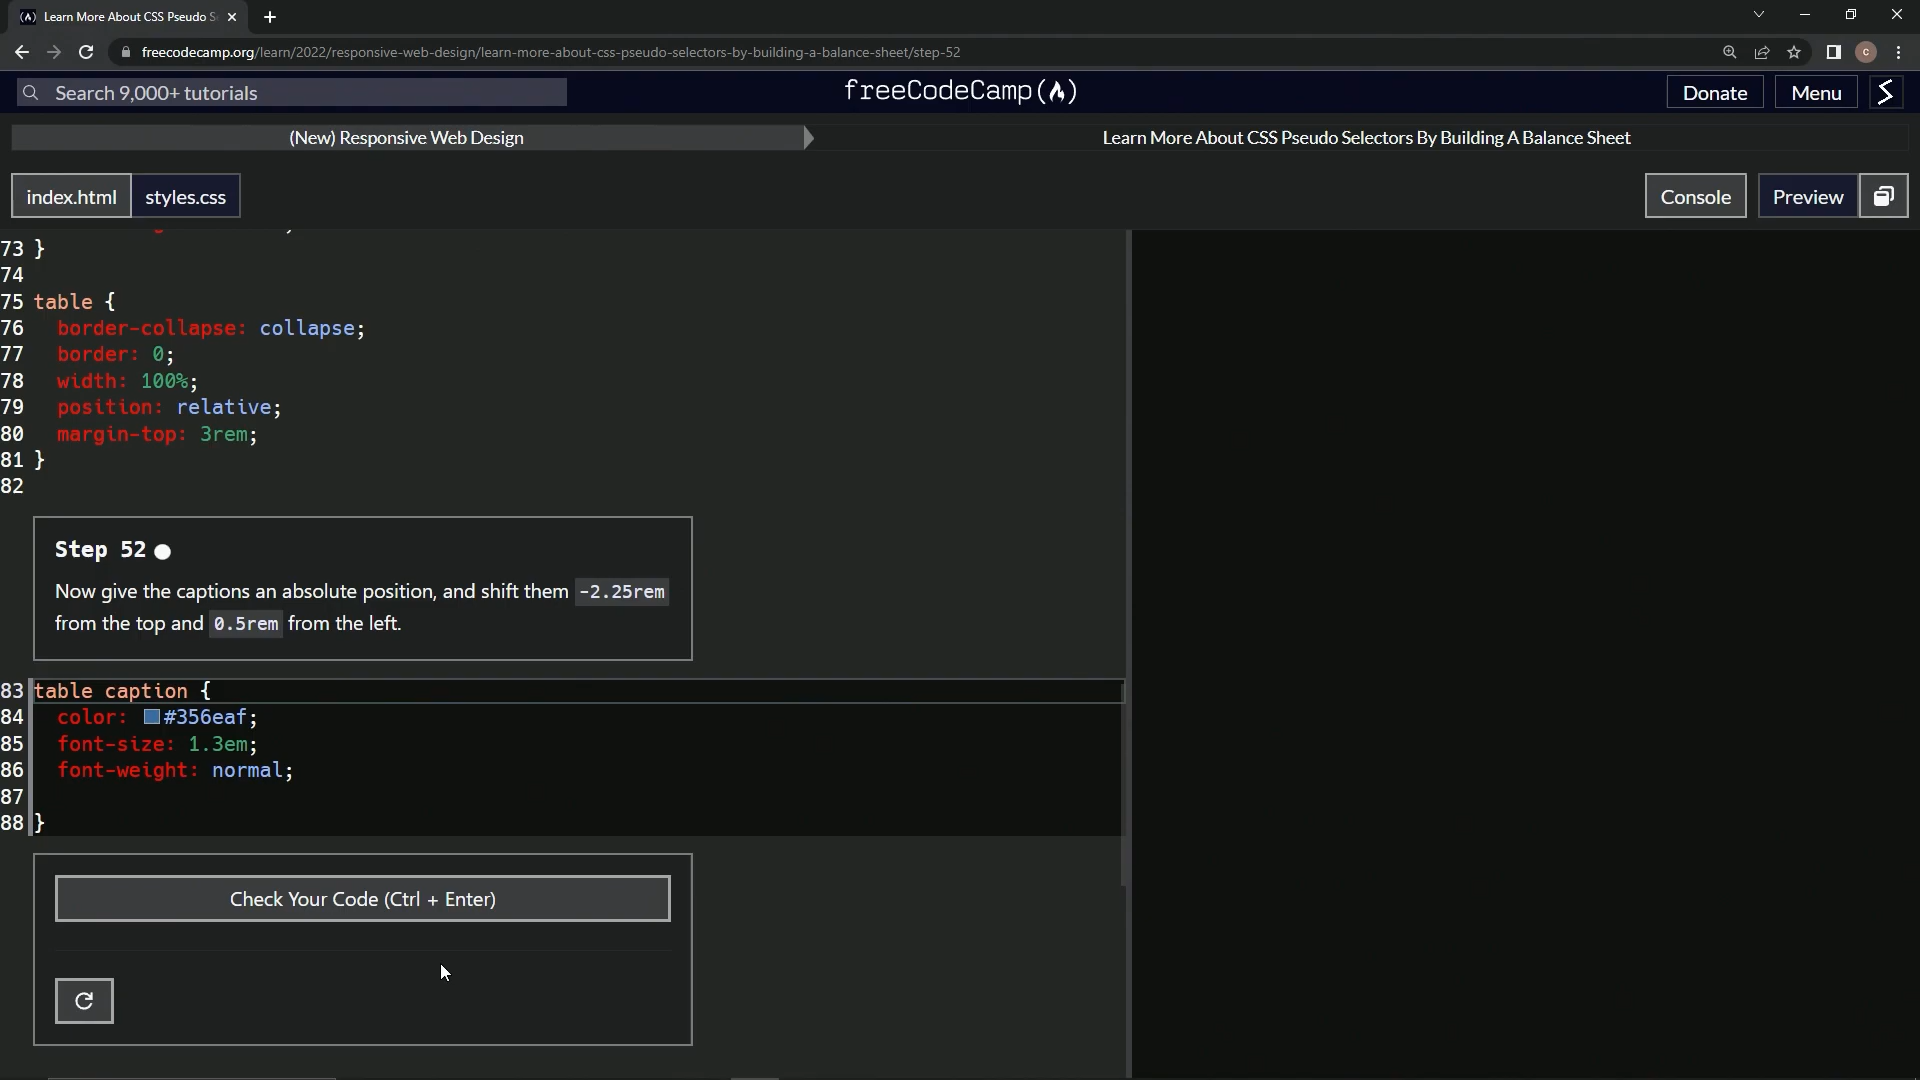 Learn More About CSS Pseudo S
freecodecamp.org/learn/2022/responsive-web-design/learn-more-about-css-pseudo-selectors-by-building-a-balance-sheet/step-52
C
Search 9,000+ tutorials
freeCodeCamp
Donate
Menu
(New) Responsive Web Design
Learn More About CSS Pseudo Selectors By Building A Balance Sheet
index.html
styles.css
Console
Preview
73 }
74
75 table {
76 border-collapse: collapse;
77 border: 0;
78 width: 100%;
79 position: relative;
80 margin-top: 3rem;
81 }
82
Step 52
Now give the captions an absolute position, and shift them -2.25rem
from the top and 0.5rem from the left.
83 table caption {
84 color: #356eaf;
85 font-size: 1.3em;
86 font-weight: normal;
87
88 }
Check Your Code (Ctrl + Enter)